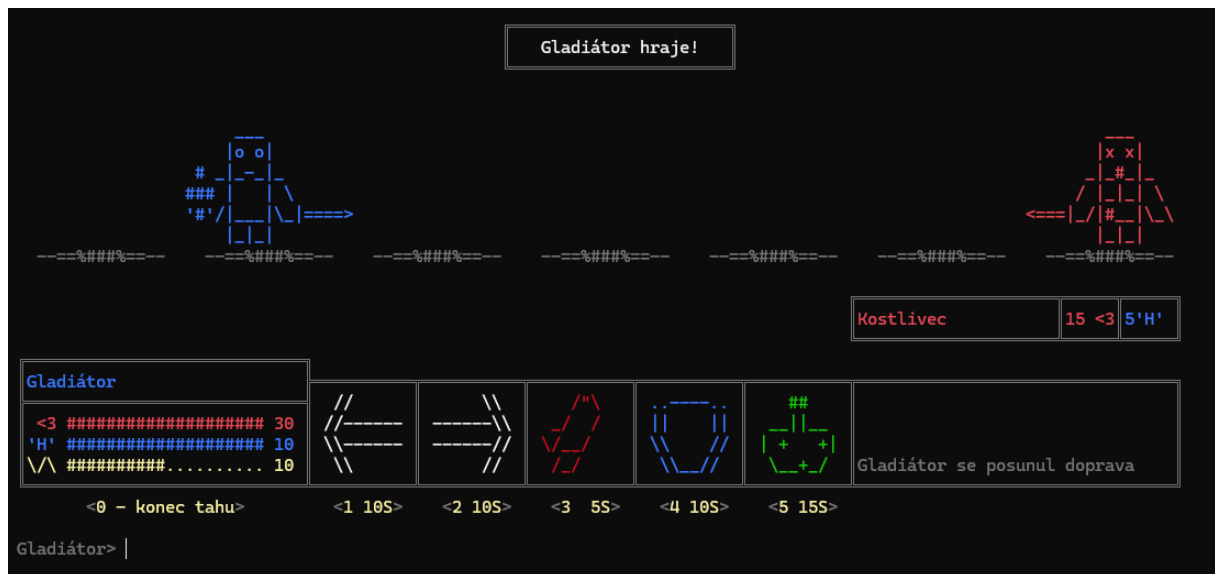 Gladiátor hraje!
Kostlivec 15 <3 5'H'
Gladiátor
<3 #################### 30
'H' #################### 10
\/\ ##########.......... 10
Gladiátor se posunul doprava
<0 - konec tahu> <1 10S> <2 10S> <3  5S> <4 10S> <5 15S>
Gladiátor>